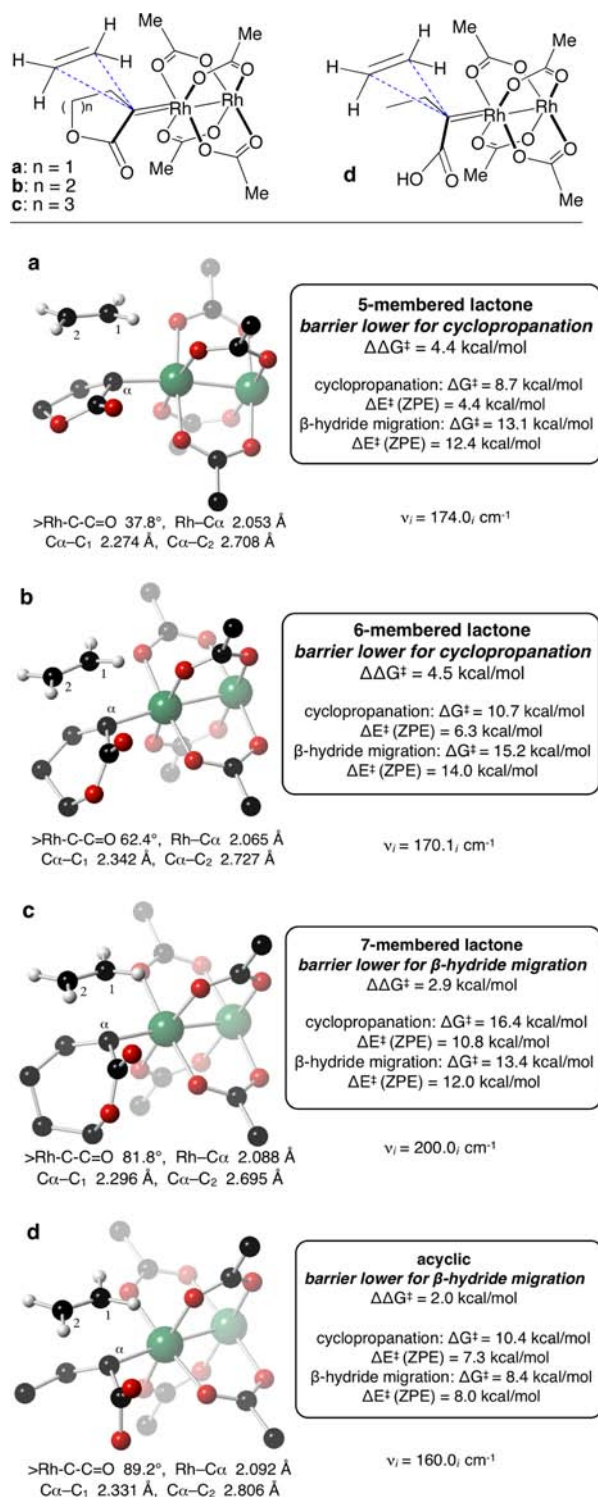 H
H
H
H
( )n
O
O
Rh
Rh
O
O
O
O
O
O
O
O
Me
Me
Me
Me
a: n = 1
b: n = 2
c: n = 3
H
H
H
H
HO
O
Rh
Rh
O
O
O
O
O
O
O
O
Me
Me
Me
Me
d
a
1
2
α
>Rh-C-C=O 37.8°, Rh–Cα 2.053 Å
Cα–C1 2.274 Å, Cα–C2 2.708 Å
5-membered lactone
barrier lower for cyclopropanation
ΔΔG‡ = 4.4 kcal/mol
cyclopropanation: ΔG‡ = 8.7 kcal/mol
ΔE‡ (ZPE) = 4.4 kcal/mol
β-hydride migration: ΔG‡ = 13.1 kcal/mol
ΔE‡ (ZPE) = 12.4 kcal/mol
νi = 174.0i cm-1
b
1
2
α
>Rh-C-C=O 62.4°, Rh–Cα 2.065 Å
Cα–C1 2.342 Å, Cα–C2 2.727 Å
6-membered lactone
barrier lower for cyclopropanation
ΔΔG‡ = 4.5 kcal/mol
cyclopropanation: ΔG‡ = 10.7 kcal/mol
ΔE‡ (ZPE) = 6.3 kcal/mol
β-hydride migration: ΔG‡ = 15.2 kcal/mol
ΔE‡ (ZPE) = 14.0 kcal/mol
νi = 170.1i cm-1
c
1
2
α
>Rh-C-C=O 81.8°, Rh–Cα 2.088 Å
Cα–C1 2.296 Å, Cα–C2 2.695 Å
7-membered lactone
barrier lower for β-hydride migration
ΔΔG‡ = 2.9 kcal/mol
cyclopropanation: ΔG‡ = 16.4 kcal/mol
ΔE‡ (ZPE) = 10.8 kcal/mol
β-hydride migration: ΔG‡ = 13.4 kcal/mol
ΔE‡ (ZPE) = 12.0 kcal/mol
νi = 200.0i cm-1
d
1
2
α
>Rh-C-C=O 89.2°, Rh–Cα 2.092 Å
Cα–C1 2.331 Å, Cα–C2 2.806 Å
acyclic
barrier lower for β-hydride migration
ΔΔG‡ = 2.0 kcal/mol
cyclopropanation: ΔG‡ = 10.4 kcal/mol
ΔE‡ (ZPE) = 7.3 kcal/mol
β-hydride migration: ΔG‡ = 8.4 kcal/mol
ΔE‡ (ZPE) = 8.0 kcal/mol
νi = 160.0i cm-1